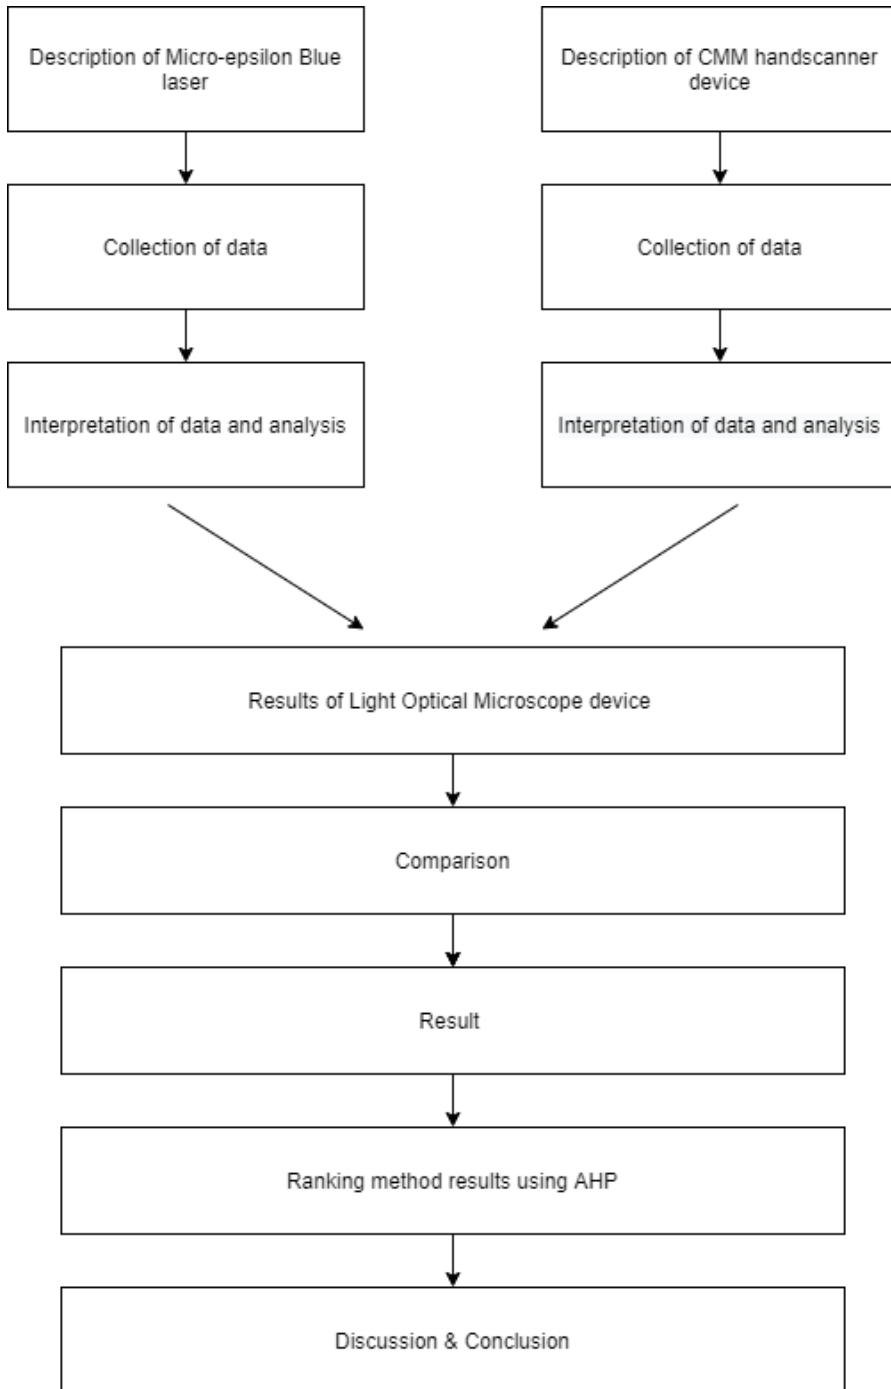 Description of Micro-epsilon Blue
laser
Description of CMM handscanner
device
Collection of data
Collection of data
Interpretation of data and analysis
Interpretation of data and analysis
Results of Light Optical Microscope device
Comparison
Result
Ranking method results using AHP
Discussion & Conclusion